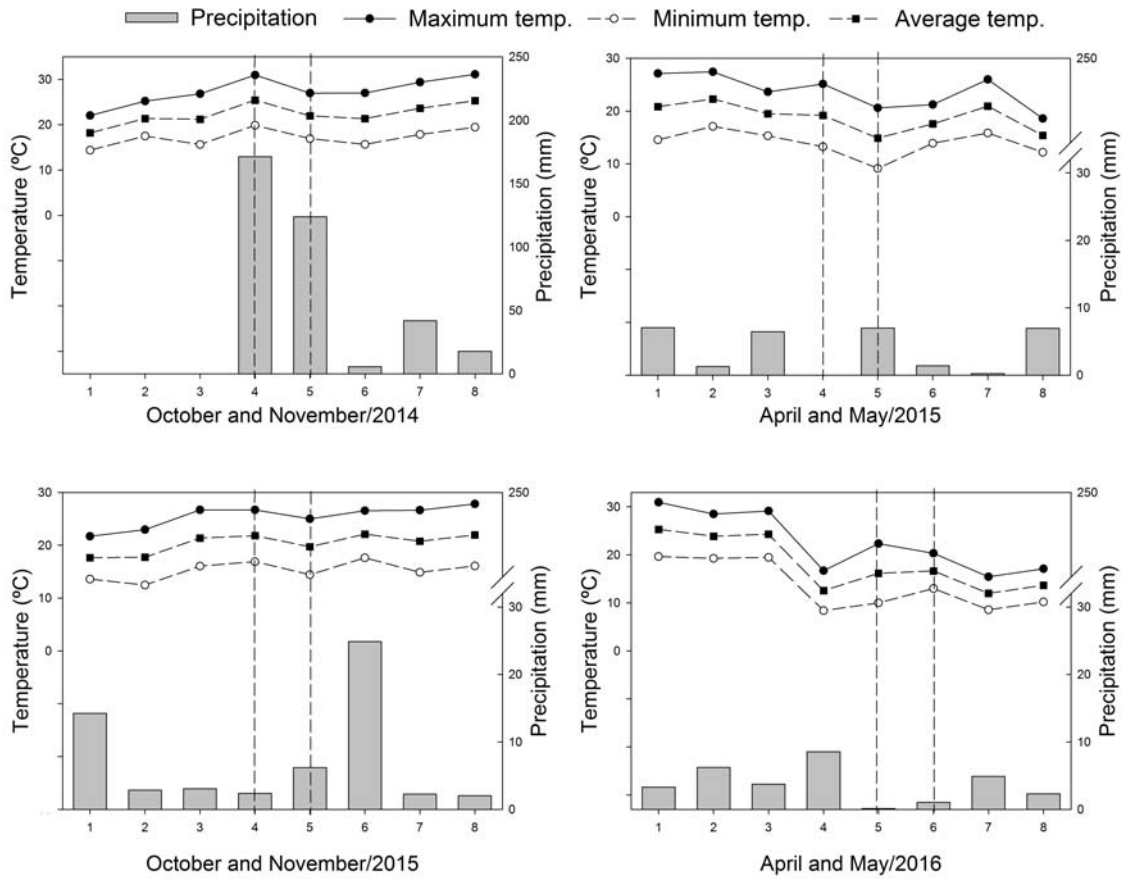 Precipitation Maximum temp. Minimum temp. Average temp.
Temperature (ºC)
30
20
10
0
250
200
150
100
50
0
Precipitation (mm)
1 2 3 4 5 6 7 8
October and November/2014
Temperature (ºC)
30
20
10
0
250
30
20
10
0
Precipitation (mm)
1 2 3 4 5 6 7 8
April and May/2015
Temperature (ºC)
30
20
10
0
250
30
20
10
0
Precipitation (mm)
1 2 3 4 5 6 7 8
October and November/2015
Temperature (ºC)
30
20
10
0
250
30
20
10
0
Precipitation (mm)
1 2 3 4 5 6 7 8
April and May/2016